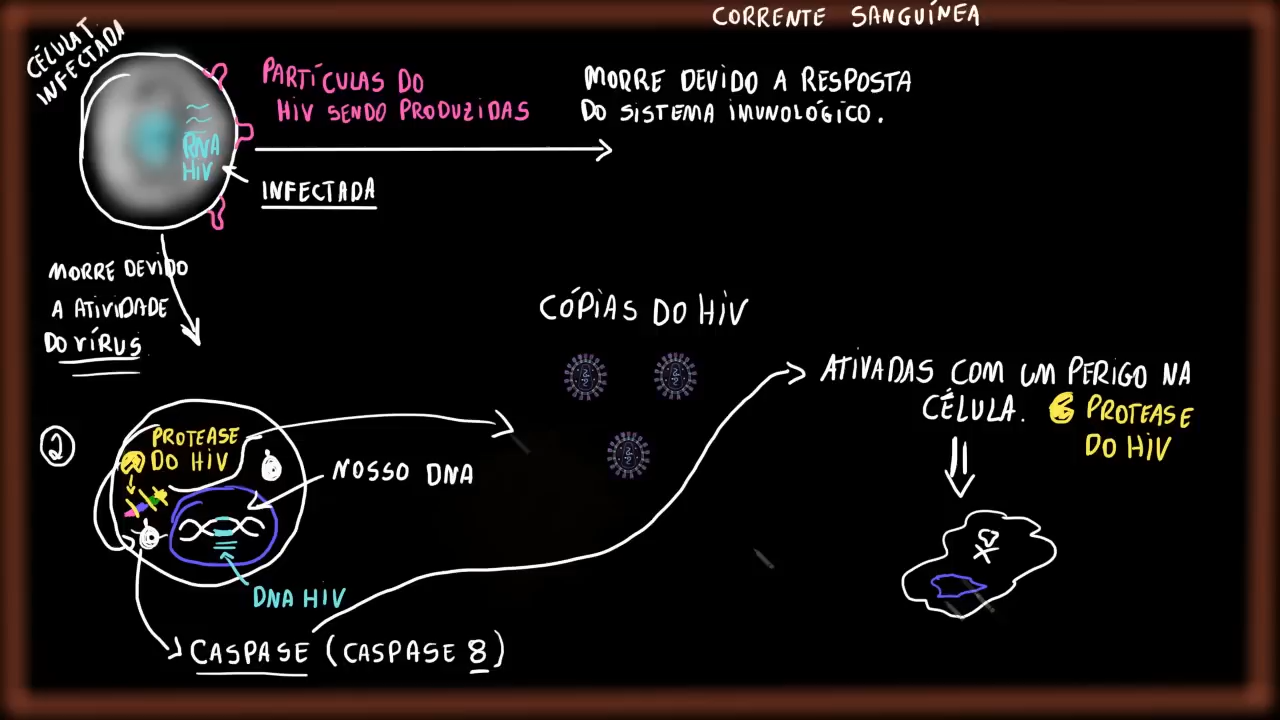 CORRENTE SANGUÍNEA
CÉLULA T
INFECTADA
PARTÍCULAS DO
HIV SENDO PRODUZIDAS
MORRE DEVIDO A RESPOSTA
DO SISTEMA IMUNOLÓGICO.
RNA
HIV
INFECTADA
MORRE DEVIDO
A ATIVIDADE
DO VÍRUS
CÓPIAS DO HIV
ATIVADAS COM UM PERIGO NA
CÉLULA.
PROTEASE
DO HIV
2
PROTEASE
DO HIV
NOSSO DNA
DNA HIV
CASPASE (CASPASE 8)